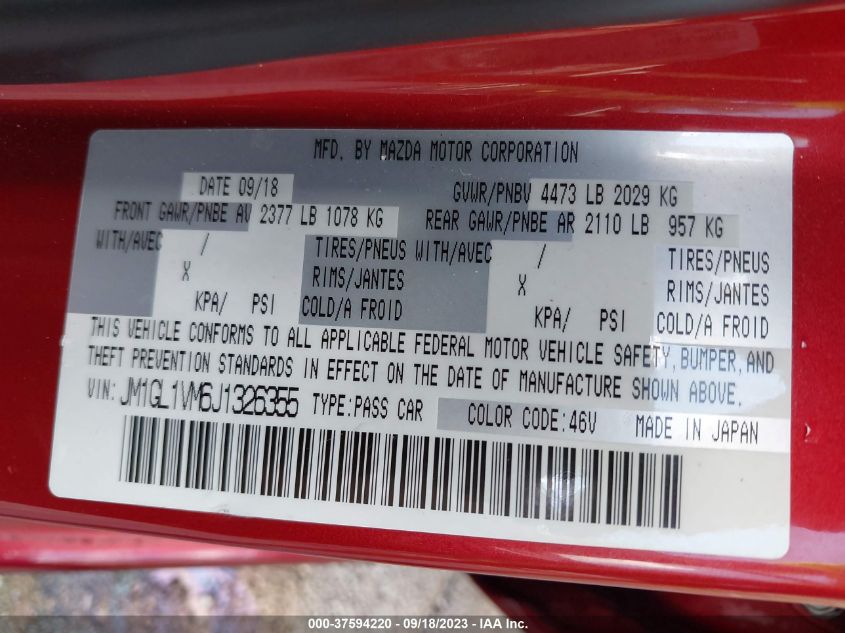 MFD. BY MAZDA MOTOR CORPORATION
DATE 09/18 GVWR/PNBV 4473 LB 2029 KG
FRONT GAWR/PNBE AV 2377 LB 1078 KG REAR GAWR/PNBE AR 2110 LB 957 KG
WITH/AVEC / TIRES/PNEUS WITH/AVEC / TIRES/PNEUS
X RIMS/JANTES X RIMS/JANTES
KPA/ PSI COLD/A FROID KPA/ PSI COLD/A FROID
THIS VEHICLE CONFORMS TO ALL APPLICABLE FEDERAL MOTOR VEHICLE SAFETY, BUMPER, AND
THEFT PREVENTION STANDARDS IN EFFECT ON THE DATE OF MANUFACTURE SHOWN ABOVE.
VIN: JM1GL1VM6J1326355 TYPE:PASS CAR COLOR CODE:46V MADE IN JAPAN
000-37594220 - 09/18/2023 - IAA Inc.